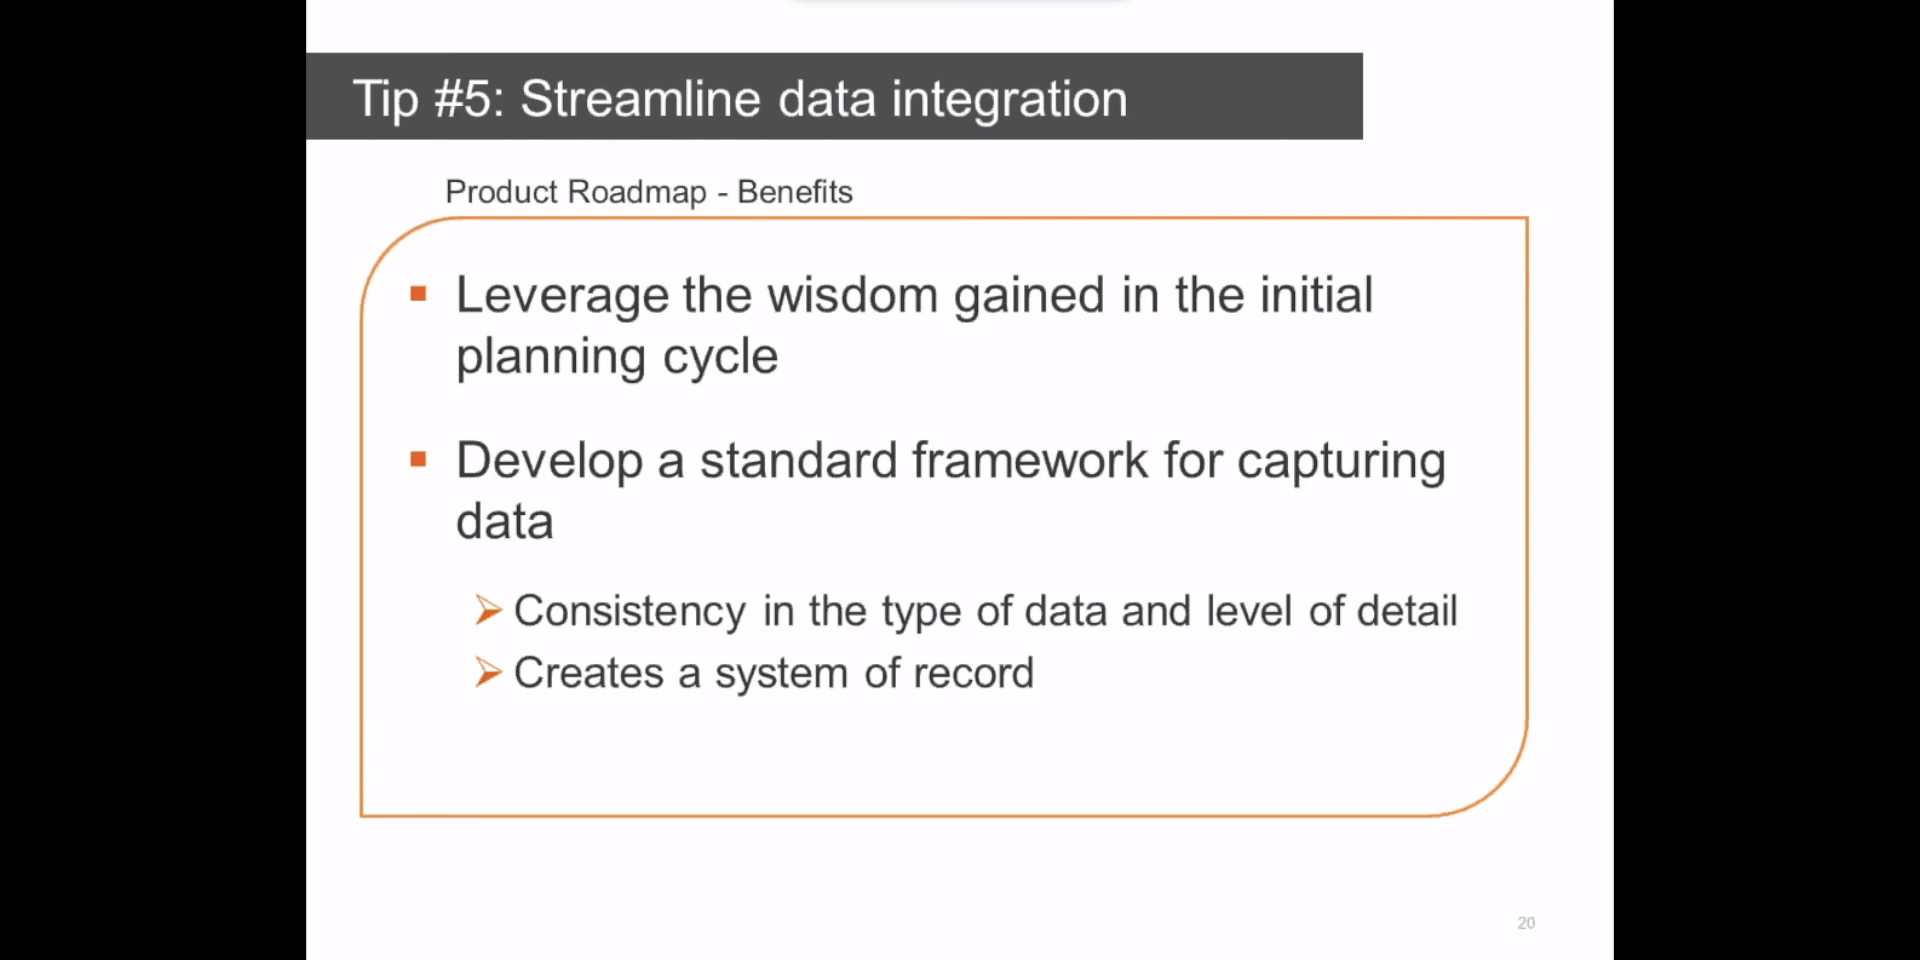 Tip #5: Streamline data integration
Product Roadmap - Benefits
▪ Leverage the wisdom gained in the initial
planning cycle
▪ Develop a standard framework for capturing
data
➢ Consistency in the type of data and level of detail
➢ Creates a system of record
20